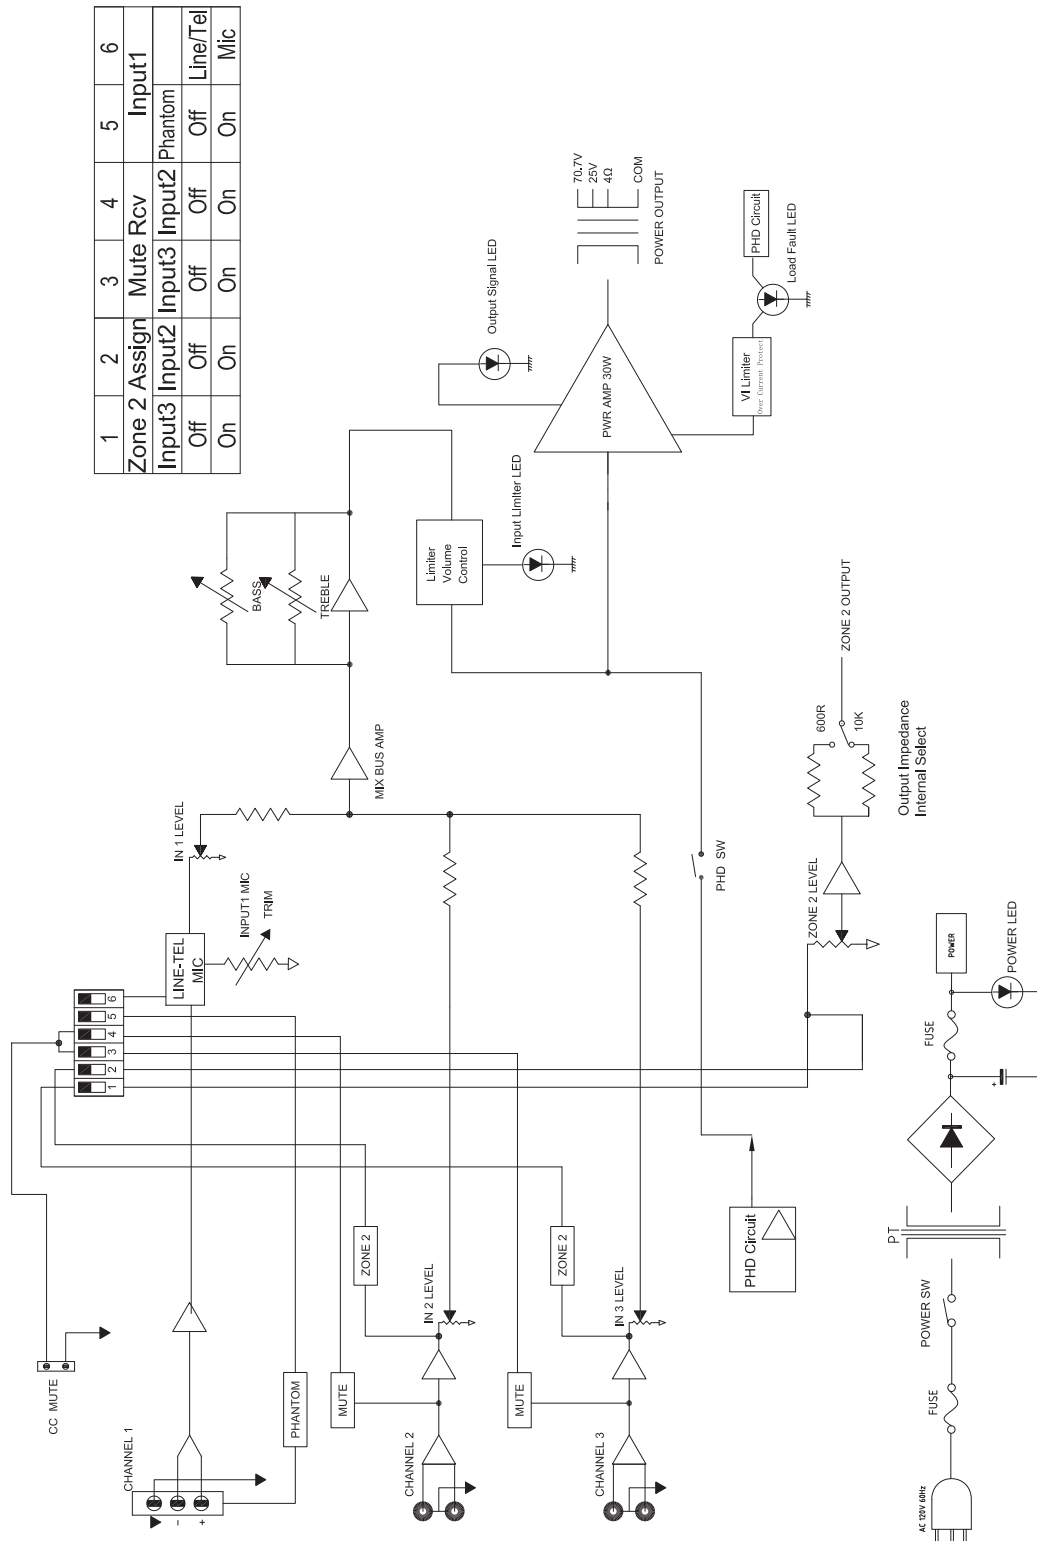 1 2 3 4 5 6
Zone 2 Assign Mute Rcv Input1
Input3 Input2 Input3 Input2 Phantom
Off Off Off Off Off Line/Tel
On On On On On Mic
CC MUTE
1 2 3 4 5 6
CHANNEL 1
- +
PHANTOM
LINE-TEL
MIC
INPUT1 MIC
TRIM
IN 1 LEVEL
MIX BUS AMP
BASS
TREBLE
Limiter
Volume
Control
Input LImIter LED
Output Signal LED
PWR AMP 30W
70.7V
25V
4Ω
COM
POWER OUTPUT
VI Limiter
Over Current Protect
PHD Circuit
Load Fault LED
CHANNEL 2
MUTE
ZONE 2
IN 2 LEVEL
CHANNEL 3
MUTE
ZONE 2
IN 3 LEVEL
PHD Circuit
PHD SW
ZONE 2 LEVEL
600R
10K
ZONE 2 OUTPUT
Output Impedance
Internal Select
AC 120V 60Hz
FUSE
POWER SW
PT
+
FUSE
POWER
POWER LED